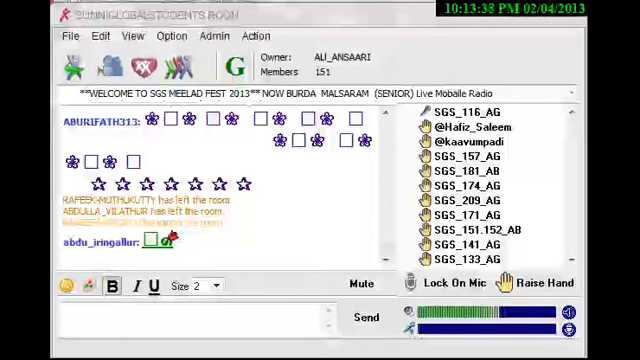 10:13:38 PM 02/04/2013
SUNNIGLOBALSTUDENTS ROOM
File Edit View Option Admin Action
Owner: ALI_ANSAARI
Members 151
G
**WELCOME TO SGS MEELAD FEST 2013** NOW BURDA MALSARAM (SENIOR) Live Mobaile Radio
ABURIFATH313:
RAFEEK-MUTHUKUTTY has left the room
ABDULLA_VILATHUR has left the room.
abdu_iringallur:
SGS_116_AG
@Hafiz_Saleem
@kaavumpadi
SGS_157_AG
SGS_181_AB
SGS_174_AG
SGS_209_AG
SGS_171_AG
SGS_151.152_AB
SGS_141_AG
SGS_133_AG
B I U Size 2 Mute
Lock On Mic Raise Hand
Send